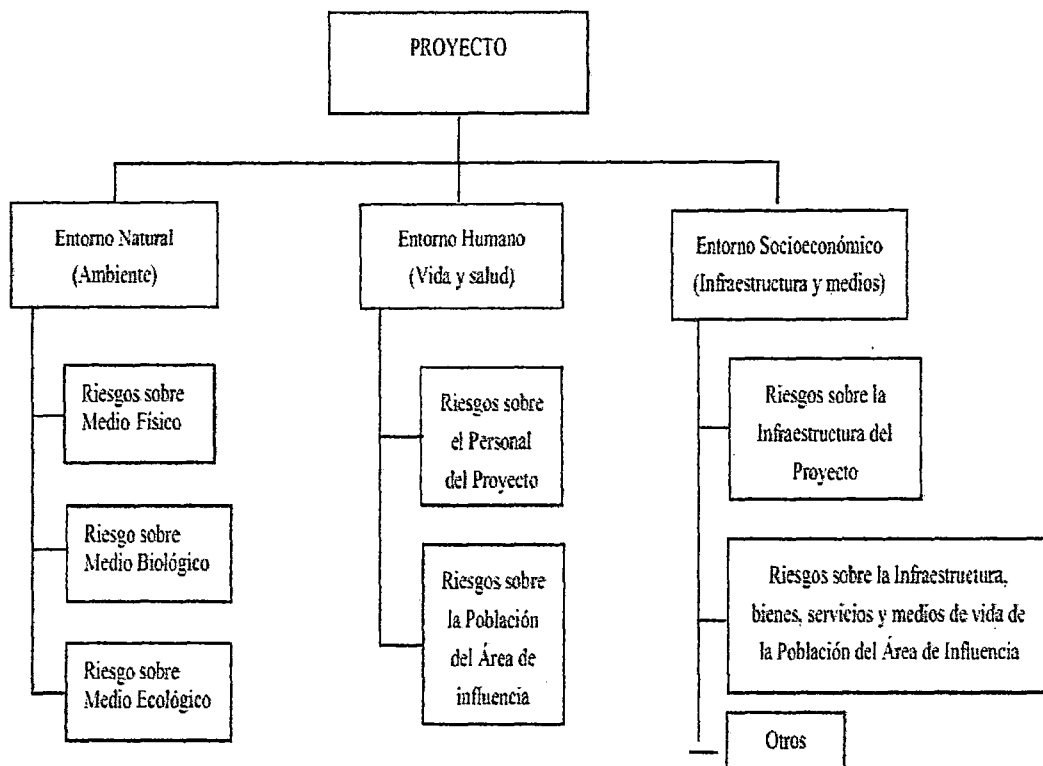 PROYECTO
Entorno Natural
(Ambiente)
Entorno Humano
(Vida y salud)
Entorno Socioeconómico
(Infraestructura y medios)
Riesgos sobre
Medio Físico
Riesgo sobre
Medio Biológico
Riesgo sobre
Medio Ecológico
Riesgos sobre
el Personal
del Proyecto
Riesgos sobre
la Población
del Área de
influencia
Riesgos sobre la
Infraestructura del
Proyecto
Riesgos sobre la Infraestructura,
bienes, servicios y medios de vida de
la Población del Área de Influencia
Otros